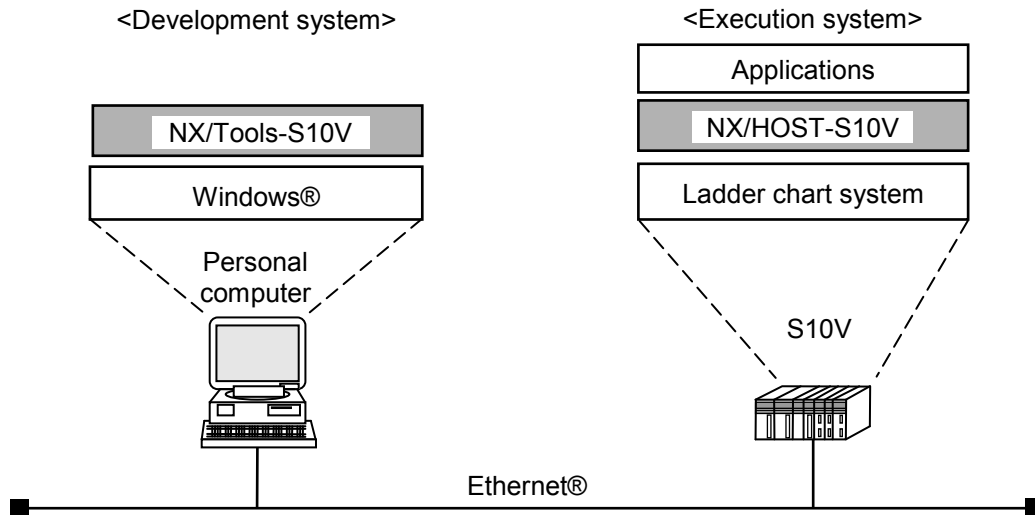 <Development system>
<Execution system>
Applications
NX/Tools-S10V
NX/HOST-S10V
Windows®
Ladder chart system
Personal
computer
S10V
Ethernet®